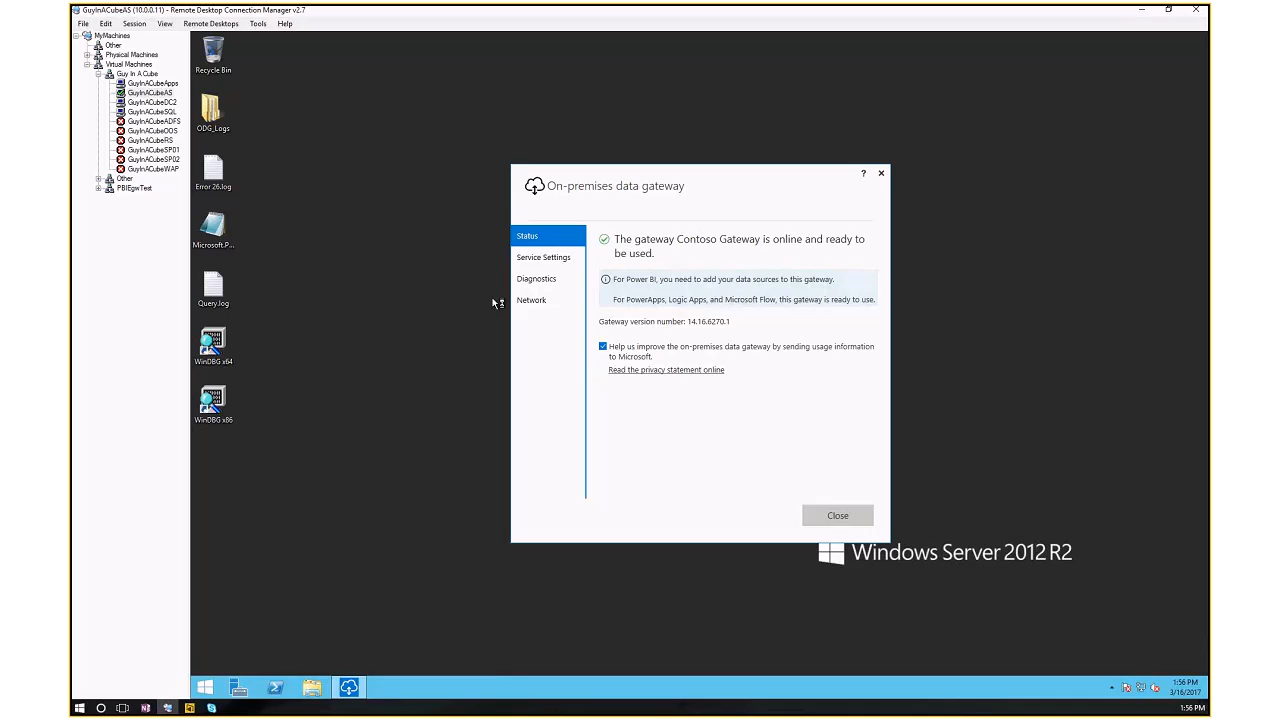 GuyInACubeAS (10.0.0.11) - Remote Desktop Connection Manager v2.7
File Edit Session View Remote Desktops Tools Help
MyMachines
Other
Physical Machines
Virtual Machines
Guy In A Cube
GuyInACubeApps
GuyInACubeAS
GuyInACubeDC2
GuyInACubeSQL
GuyInACubeADFS
GuyInACubeOOS
GuyInACubeRS
GuyInACubeSP01
GuyInACubeSP02
GuyInACubeWAP
Other
PBIEgwTest
Recycle Bin
ODG_Logs
Error 26.log
Microsoft.P...
Query.log
WinDBG x64
WinDBG x86
? ×
On-premises data gateway
Status
Service Settings
Diagnostics
Network
The gateway Contoso Gateway is online and ready to
be used.
For Power BI, you need to add your data sources to this gateway.
For PowerApps, Logic Apps, and Microsoft Flow, this gateway is ready to use.
Gateway version number: 14.16.6270.1
Help us improve the on-premises data gateway by sending usage information
to Microsoft.
Read the privacy statement online
Close
Windows Server 2012 R2
1:56 PM
3/16/2017
1:56 PM